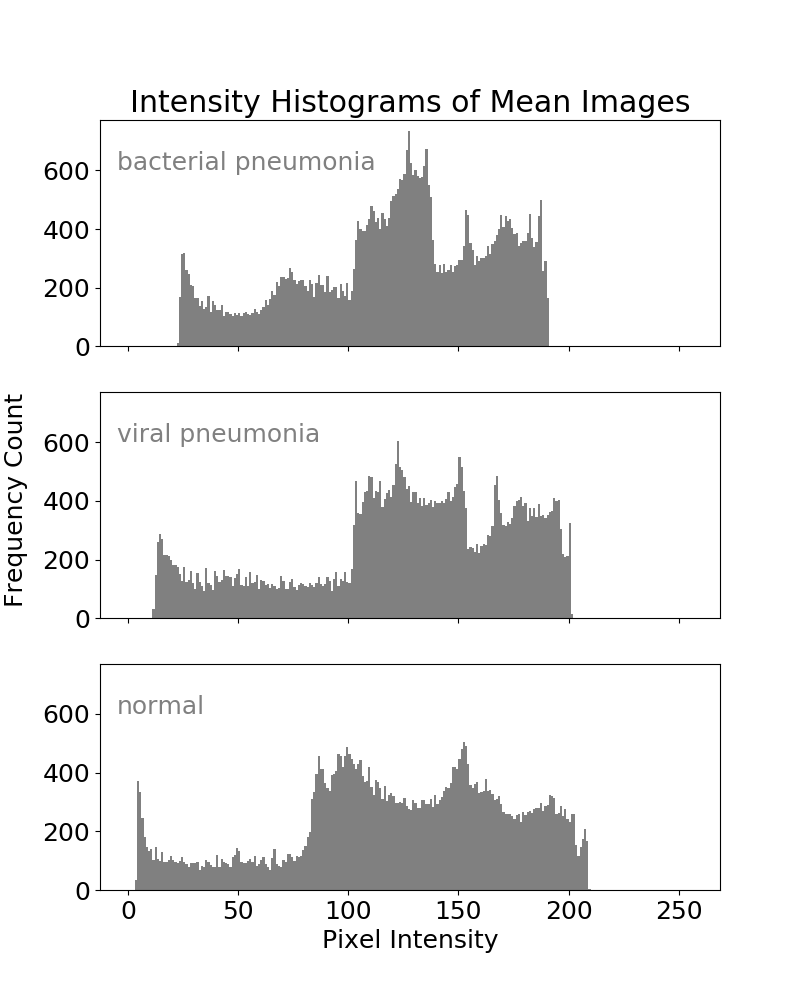 Intensity Histograms of Mean Images
bacterial pneumonia
600
400
200
0
Frequency Count
viral pneumonia
600
400
200
0
normal
600
400
200
0
0 50 100 150 200 250
Pixel Intensity